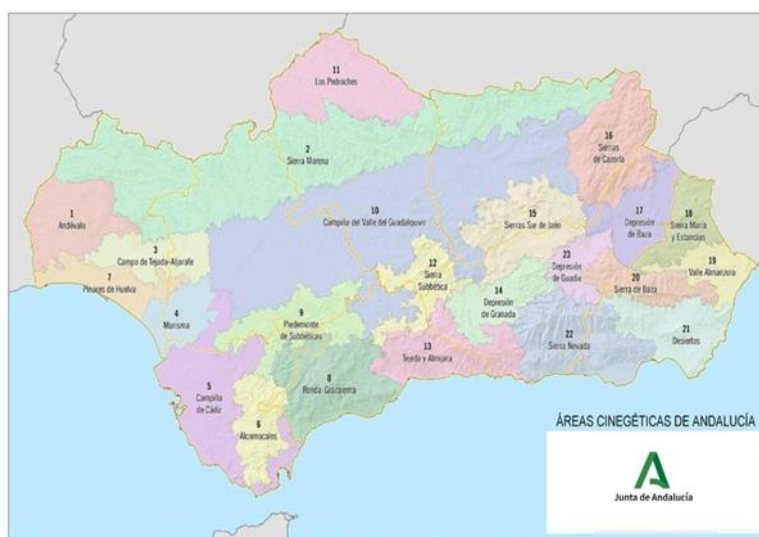 11
Los Pedroches
16
Sierras
de Cazorla
2
Sierra Morena
1
Andévalo
10
Campiña del Valle del Guadalquivir
15
Sierras Sur de Jaén
17
Depresión
de Baza
18
Sierra María
y Estancias
3
Campo de Tejada-Aljarafe
12
Sierra
Subbética
23
Depresión
de Guadix
19
Valle Almanzora
7
Pinares de Huelva
20
Sierra de Baza
14
Depresión
de Granada
4
Marisma
9
Piedemonte
de Subbéticas
22
Sierra Nevada
21
Desiertos
13
Tejeda y Almijara
5
Campiña
de Cádiz
8
Ronda-Grazalema
6
Alcornocales
ÁREAS CINEGÉTICAS DE ANDALUCÍA
Junta de Andalucía